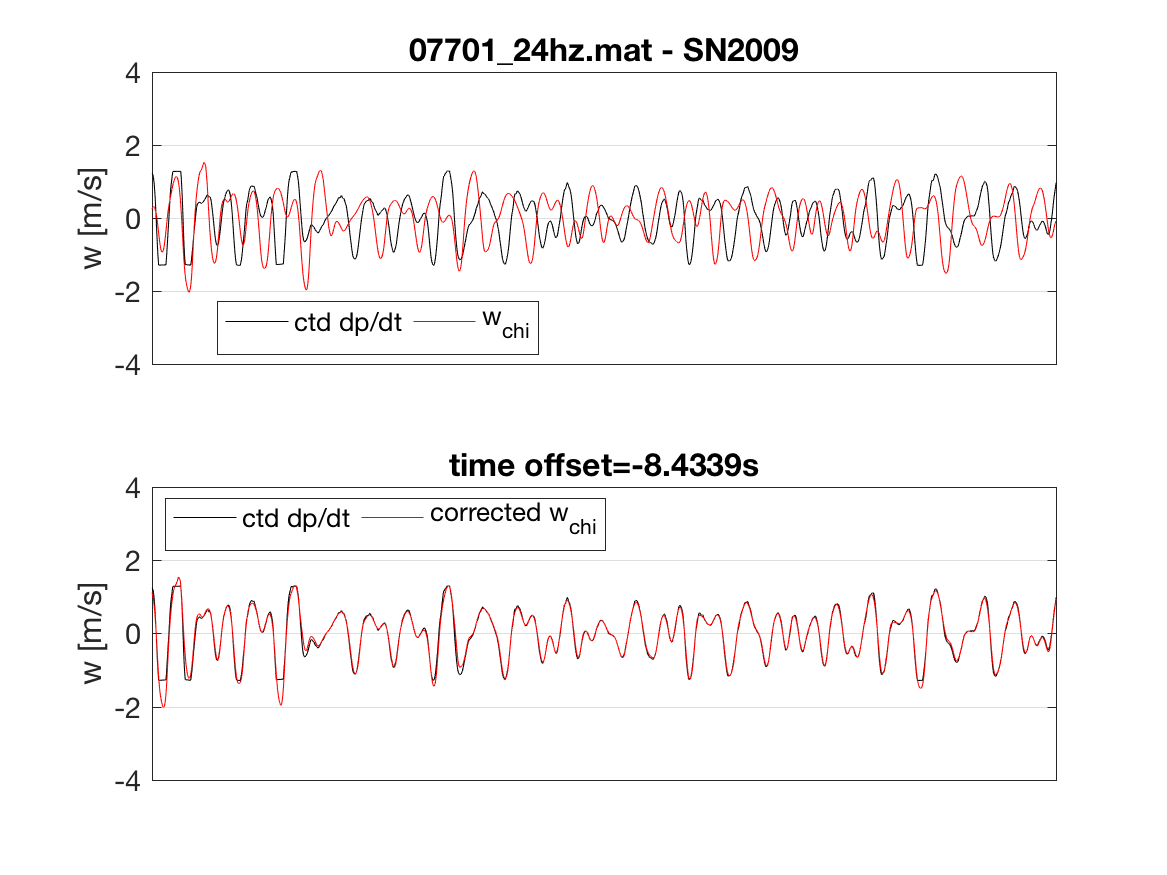 07701_24hz.mat - SN2009
4
2
0
-2
-4
w [m/s]
ctd dp/dt w_chi
time offset=-8.4339s
4
2
0
-2
-4
w [m/s]
ctd dp/dt corrected w_chi